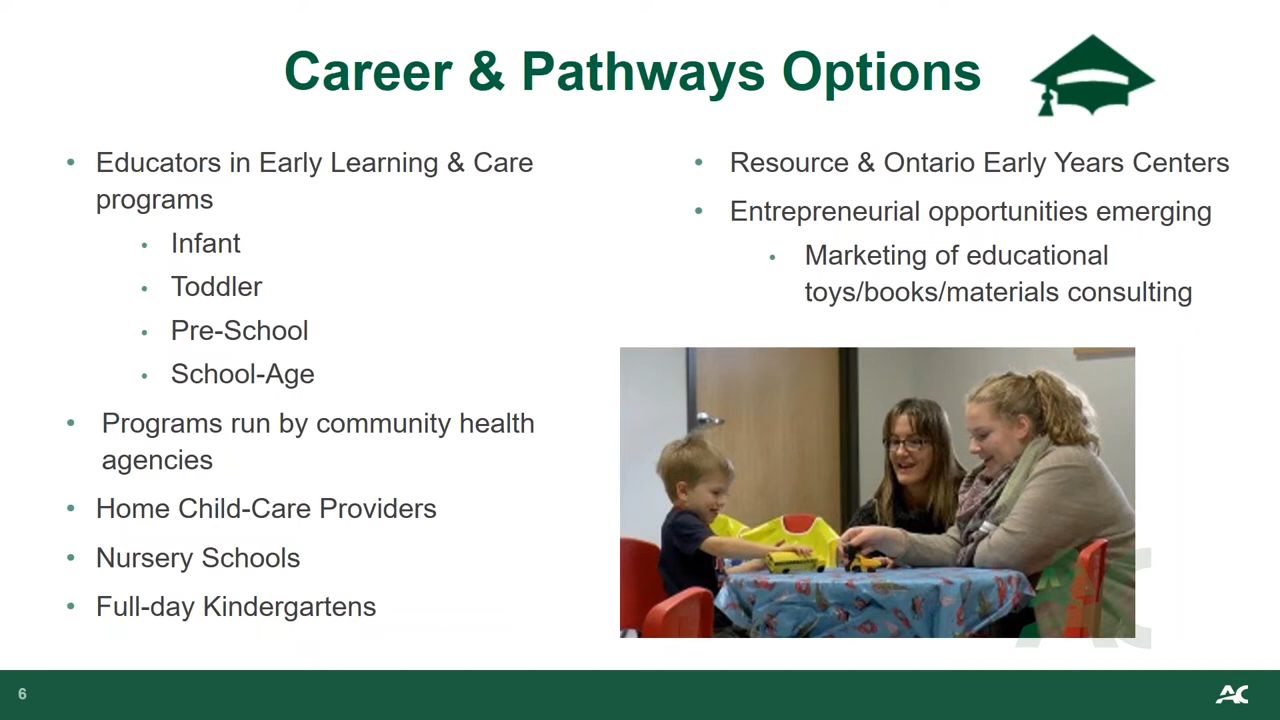 Career & Pathways Options
Educators in Early Learning & Care
programs
Infant
Toddler
Pre-School
School-Age
Programs run by community health
agencies
Home Child-Care Providers
Nursery Schools
Full-day Kindergartens
Resource & Ontario Early Years Centers
Entrepreneurial opportunities emerging
Marketing of educational
toys/books/materials consulting
6
AC